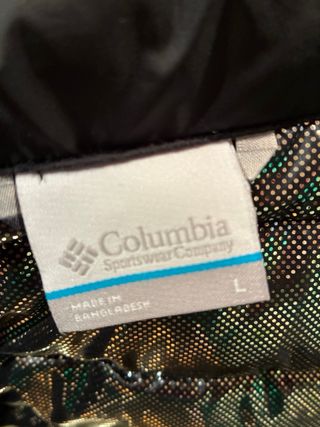 Columbia
Sportswear Company
MADE IN
BANGLADESH
L